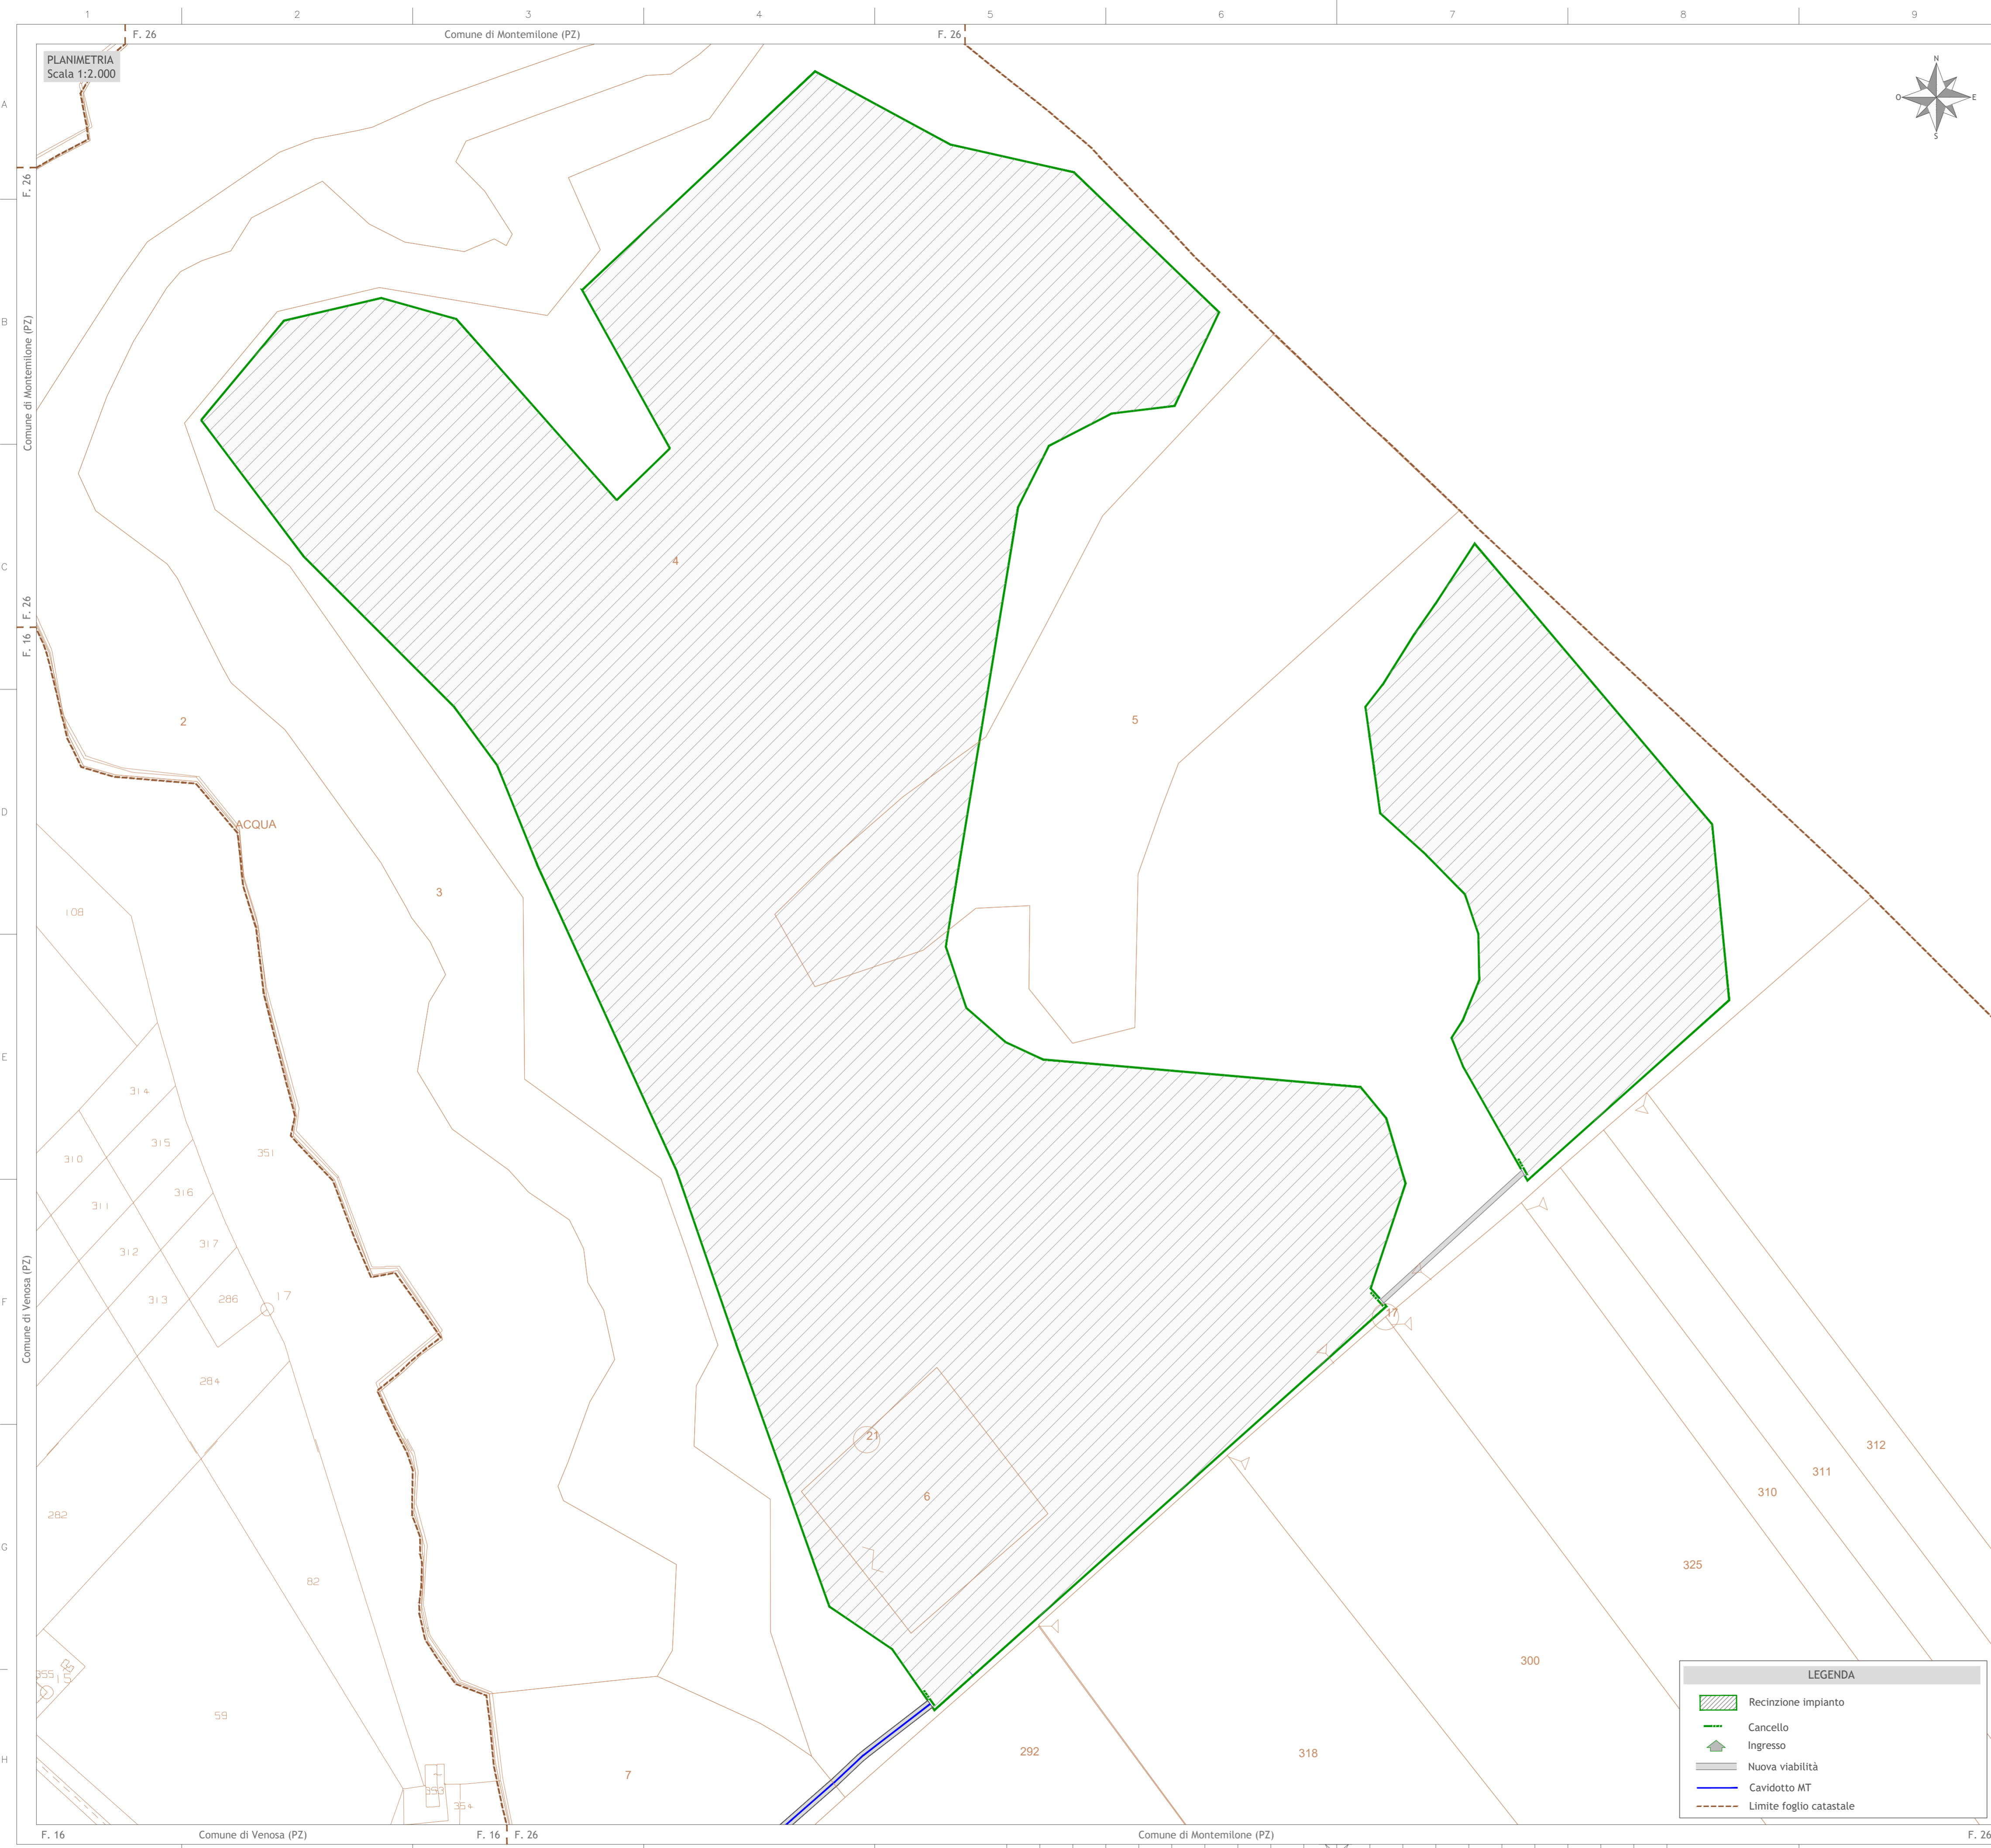 1 2 3 4 5 6 7 8 9
F. 26 Comune di Montemilone (PZ) F. 26
PLANIMETRIA
Scala 1:2.000
N
O E
S
A
F. 26
B
Comune di Montemilone (PZ)
4
C
F. 26
F. 16
5
2
D
ACQUA
3
108
E
314
315
351
310
316
311
317
312
F
313
286
17
17
Comune di Venosa (PZ)
284
21
312
311
6
310
282
G
325
82
300
355
LEGENDA
Recinzione impianto
59
Cancello
Ingresso
292
318
H
Nuova viabilità
7
Cavidotto MT
353
354
Limite foglio catastale
F. 16 Comune di Venosa (PZ) F. 16 F. 26 Comune di Montemilone (PZ) F. 26